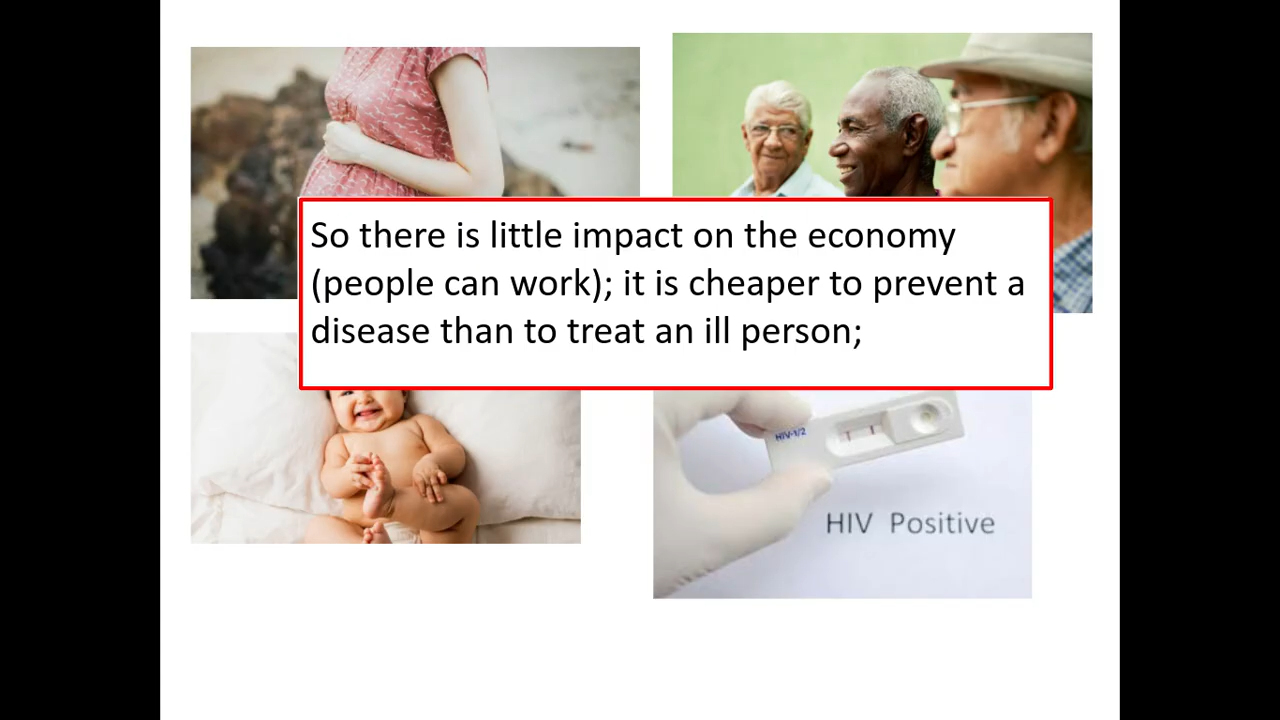 So there is little impact on the economy
(people can work); it is cheaper to prevent a
disease than to treat an ill person;
HIV-1/2
HIV Positive